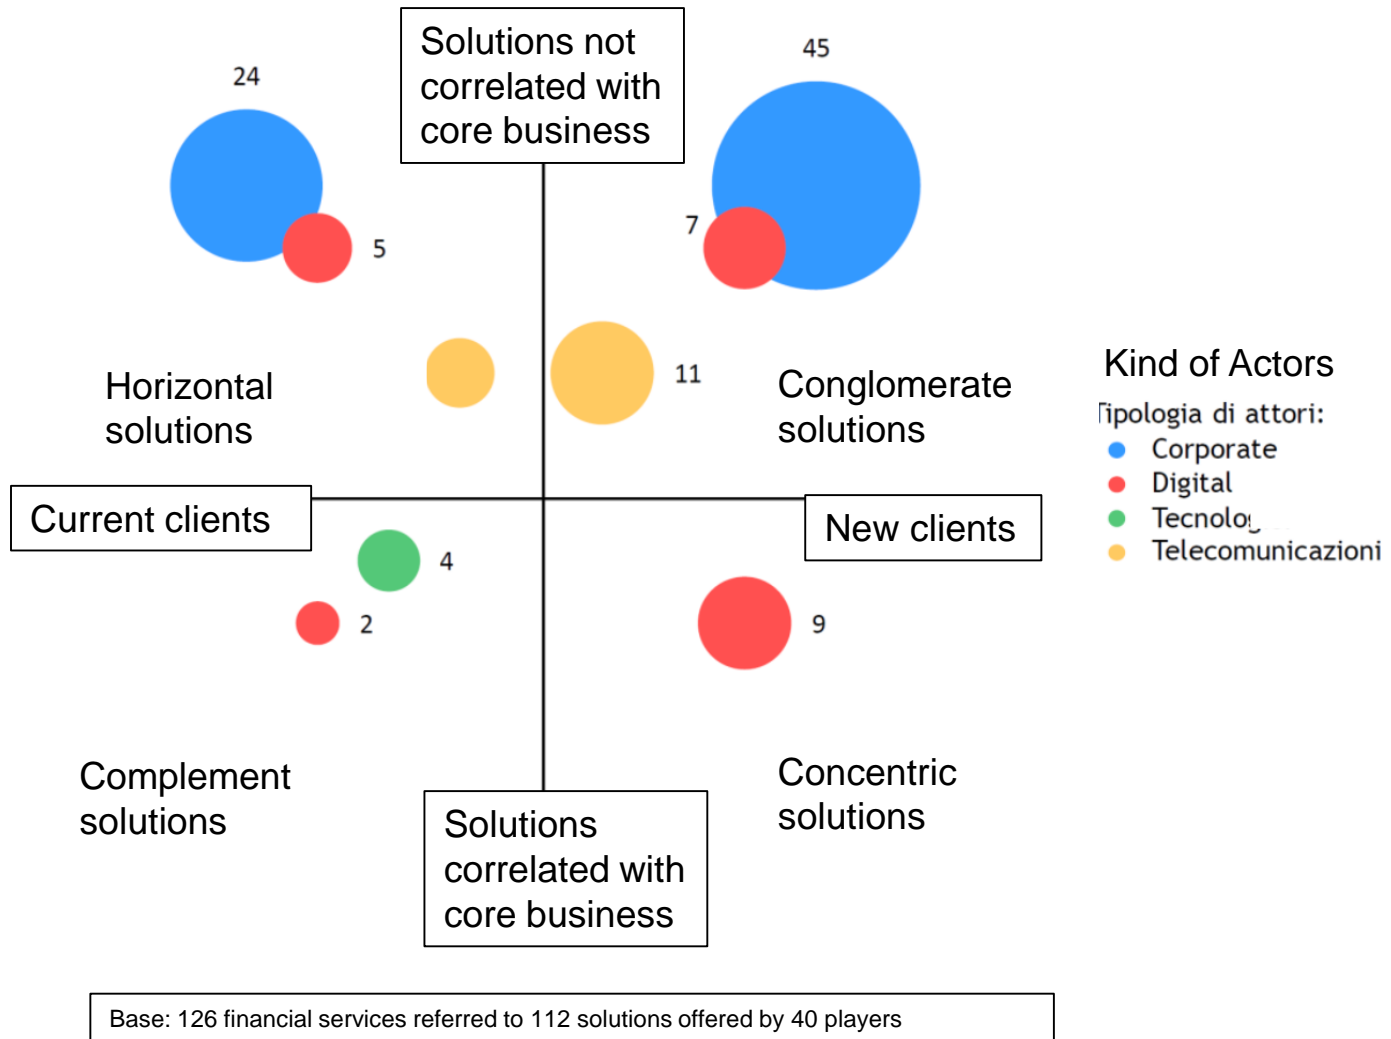 Solutions not
correlated with
core business
24
45
5
7
11
Horizontal
solutions
Conglomerate
solutions
Kind of Actors
Tipologia di attori:
Corporate
Digital
Telecomunicazioni
Current clients
New clients
4
2
9
Complement
solutions
Concentric
solutions
Solutions
correlated with
core business
Base: 126 financial services referred to 112 solutions offered by 40 players